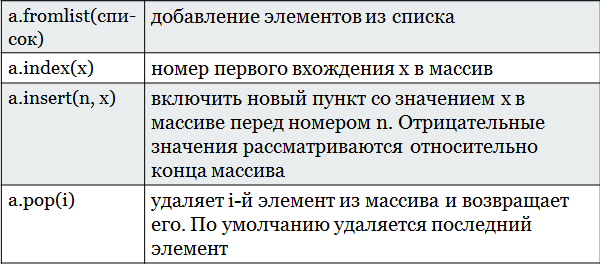 a.fromlist(спи-
сок)
добавление элементов из списка
a.index(x)
номер первого вхождения x в массив
a.insert(n, x)
включить новый пункт со значением x в
массиве перед номером n. Отрицательные
значения рассматриваются относительно
конца массива
a.pop(i)
удаляет i-й элемент из массива и возвращает
его. По умолчанию удаляется последний
элемент